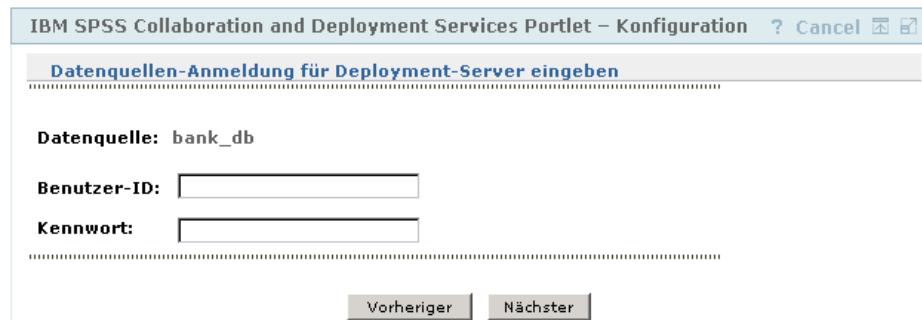 IBM SPSS Collaboration and Deployment Services Portlet – Konfiguration ? Cancel
Datenquellen-Anmeldung für Deployment-Server eingeben
Datenquelle: bank_db
Benutzer-ID:
Kennwort:
Vorheriger Nächster